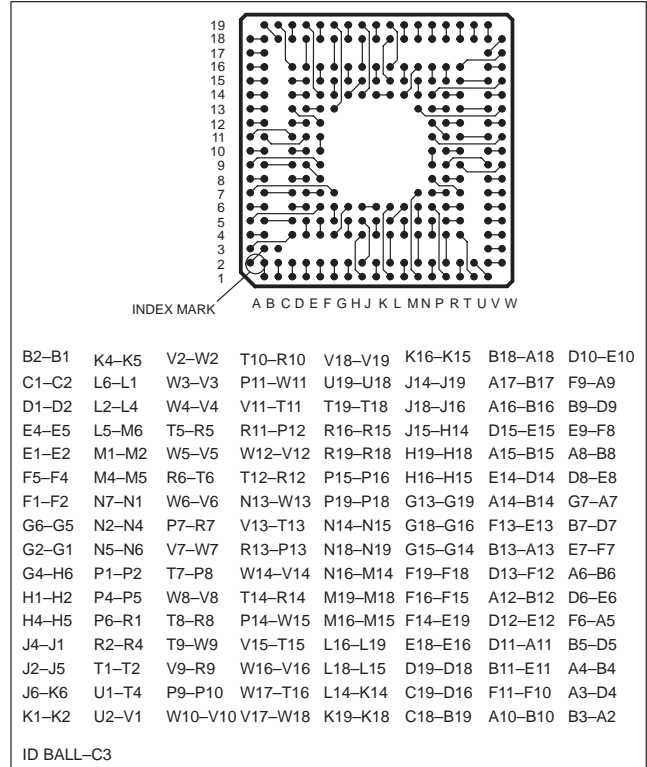 19
18
17
16
15
14
13
12
11
10
9
8
7
6
5
4
3
2
1
INDEX MARK
A B C D E F G H J K L M N P R T U V W
B2–B1 K4–K5 V2–W2 T10–R10 V18–V19 K16–K15 B18–A18 D10–E10
C1–C2 L6–L1 W3–V3 P11–W11 U19–U18 J14–J19 A17–B17 F9–A9
D1–D2 L2–L4 W4–V4 V11–T11 T19–T18 J18–J16 A16–B16 B9–D9
E4–E5 L5–M6 T5–R5 R11–P12 R16–R15 J15–H14 D15–E15 E9–F8
E1–E2 M1–M2 W5–V5 W12–V12 R19–R18 H19–H18 A15–B15 A8–B8
F5–F4 M4–M5 R6–T6 T12–R12 P15–P16 H16–H15 E14–D14 D8–E8
F1–F2 N7–N1 W6–V6 N13–W13 P19–P18 G13–G19 A14–B14 G7–A7
G6–G5 N2–N4 P7–R7 V13–T13 N14–N15 G18–G16 F13–E13 B7–D7
G2–G1 N5–N6 V7–W7 R13–P13 N18–N19 G15–G14 B13–A13 E7–F7
G4–H6 P1–P2 T7–P8 W14–V14 N16–M14 F19–F18 D13–F12 A6–B6
H1–H2 P4–P5 W8–V8 T14–R14 M19–M18 F16–F15 A12–B12 D6–E6
H4–H5 P6–R1 T8–R8 P14–W15 M16–M15 F14–E19 D12–E12 F6–A5
J4–J1 R2–R4 T9–W9 V15–T15 L16–L19 E18–E16 D11–A11 B5–D5
J2–J5 T1–T2 V9–R9 W16–V16 L18–L15 D19–D18 B11–E11 A4–B4
J6–K6 U1–T4 P9–P10 W17–T16 L14–K14 C19–D16 F11–F10 A3–D4
K1–K2 U2–V1 W10–V10 V17–W18 K19–K18 C18–B19 A10–B10 B3–A2
ID BALL–C3